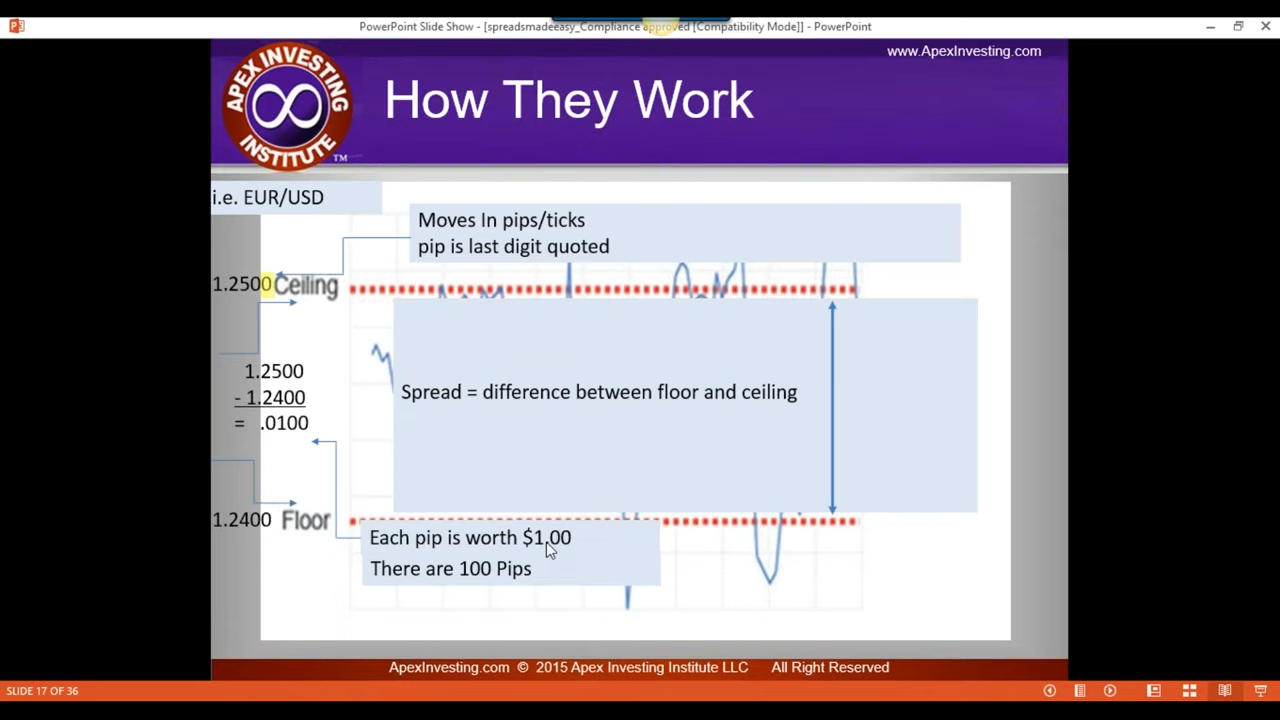 PowerPoint Slide Show - [spreadsmadeeasy_Compliance approved [Compatibility Mode]] - PowerPoint
www.ApexInvesting.com
APEX INVESTING
INSTITUTE
TM
How They Work
i.e. EUR/USD
Moves In pips/ticks
pip is last digit quoted
1.2500 Ceiling
1.2500
- 1.2400
= .0100
Spread = difference between floor and ceiling
1.2400 Floor
Each pip is worth $1.00
There are 100 Pips
ApexInvesting.com © 2015 Apex Investing Institute LLC All Right Reserved
SLIDE 17 OF 36